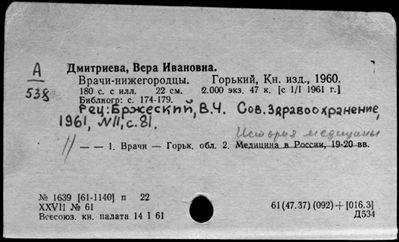 Дмитриева, Вера Ивановна.
А
538
Врачи-нижегородцы. Горький, Кн. изд., 1960.
180 с. с илл. 22 см. 2.000 экз. 47 к. [с 1/I 1961 г.]
Библиогр: с. 174-179.
Рец: Бржеский, В.Ч. Сов. Здравоохранение,
1961, N11, с. 81.
История медицины
— — 1. Врачи — Горьк. обл. 2. Медицина в России, 19-20 вв.
№ 1639 [61-1140] п 22
XXVII № 61
Всесоюз. кн. палата 14 1 61
61 (47.37) (092) + [016.3]
Д534